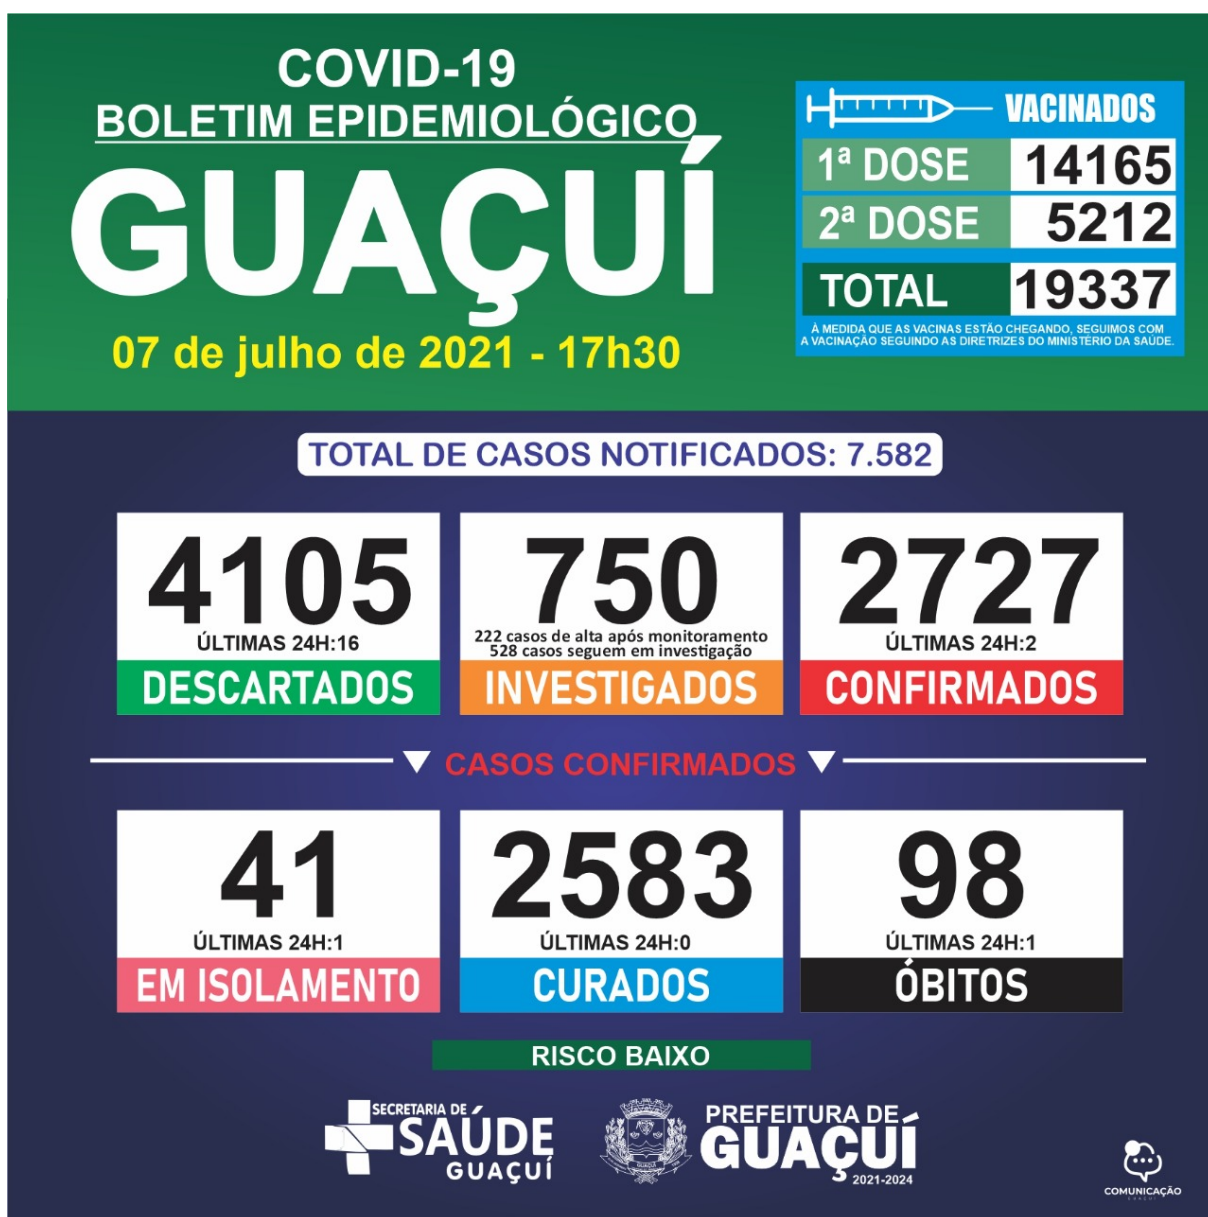 COVID-19
BOLETIM EPIDEMIOLÓGICO
GUAÇUÍ
07 de julho de 2021 - 17h30
VACINADOS
1ª DOSE 14165
2ª DOSE 5212
TOTAL 19337
À MEDIDA QUE AS VACINAS ESTÃO CHEGANDO, SEGUIMOS COM
A VACINAÇÃO SEGUINDO AS DIRETRIZES DO MINISTÉRIO DA SAÚDE.
TOTAL DE CASOS NOTIFICADOS: 7.582
4105
ÚLTIMAS 24H:16
DESCARTADOS
750
222 casos de alta após monitoramento
528 casos seguem em investigação
INVESTIGADOS
2727
ÚLTIMAS 24H:2
CONFIRMADOS
CASOS CONFIRMADOS
41
ÚLTIMAS 24H:1
EM ISOLAMENTO
2583
ÚLTIMAS 24H:0
CURADOS
98
ÚLTIMAS 24H:1
ÓBITOS
RISCO BAIXO
SECRETARIA DE
SAÚDE
GUAÇUÍ
PREFEITURA DE
GUAÇUÍ
2021-2024
COMUNICAÇÃO